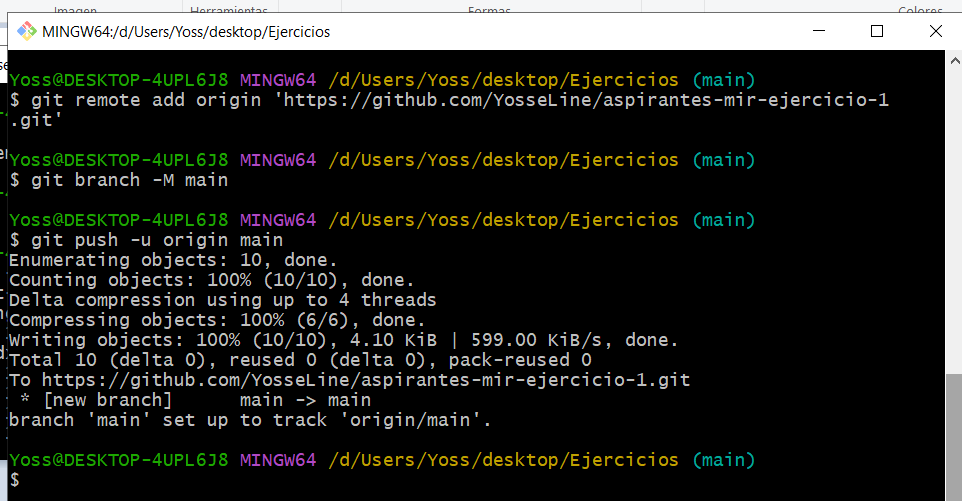 Imagen
Herramientas
Formas
Colores
MINGW64:/d/Users/Yoss/desktop/Ejercicios
Yoss@DESKTOP-4UPL6J8 MINGW64 /d/Users/Yoss/desktop/Ejercicios (main)
$ git remote add origin 'https://github.com/YosseLine/aspirantes-mir-ejercicio-1
.git'
Yoss@DESKTOP-4UPL6J8 MINGW64 /d/Users/Yoss/desktop/Ejercicios (main)
$ git branch -M main
Yoss@DESKTOP-4UPL6J8 MINGW64 /d/Users/Yoss/desktop/Ejercicios (main)
$ git push -u origin main
Enumerating objects: 10, done.
Counting objects: 100% (10/10), done.
Delta compression using up to 4 threads
Compressing objects: 100% (6/6), done.
Writing objects: 100% (10/10), 4.10 KiB | 599.00 KiB/s, done.
Total 10 (delta 0), reused 0 (delta 0), pack-reused 0
To https://github.com/YosseLine/aspirantes-mir-ejercicio-1.git
 * [new branch]      main -> main
branch 'main' set up to track 'origin/main'.
Yoss@DESKTOP-4UPL6J8 MINGW64 /d/Users/Yoss/desktop/Ejercicios (main)
$